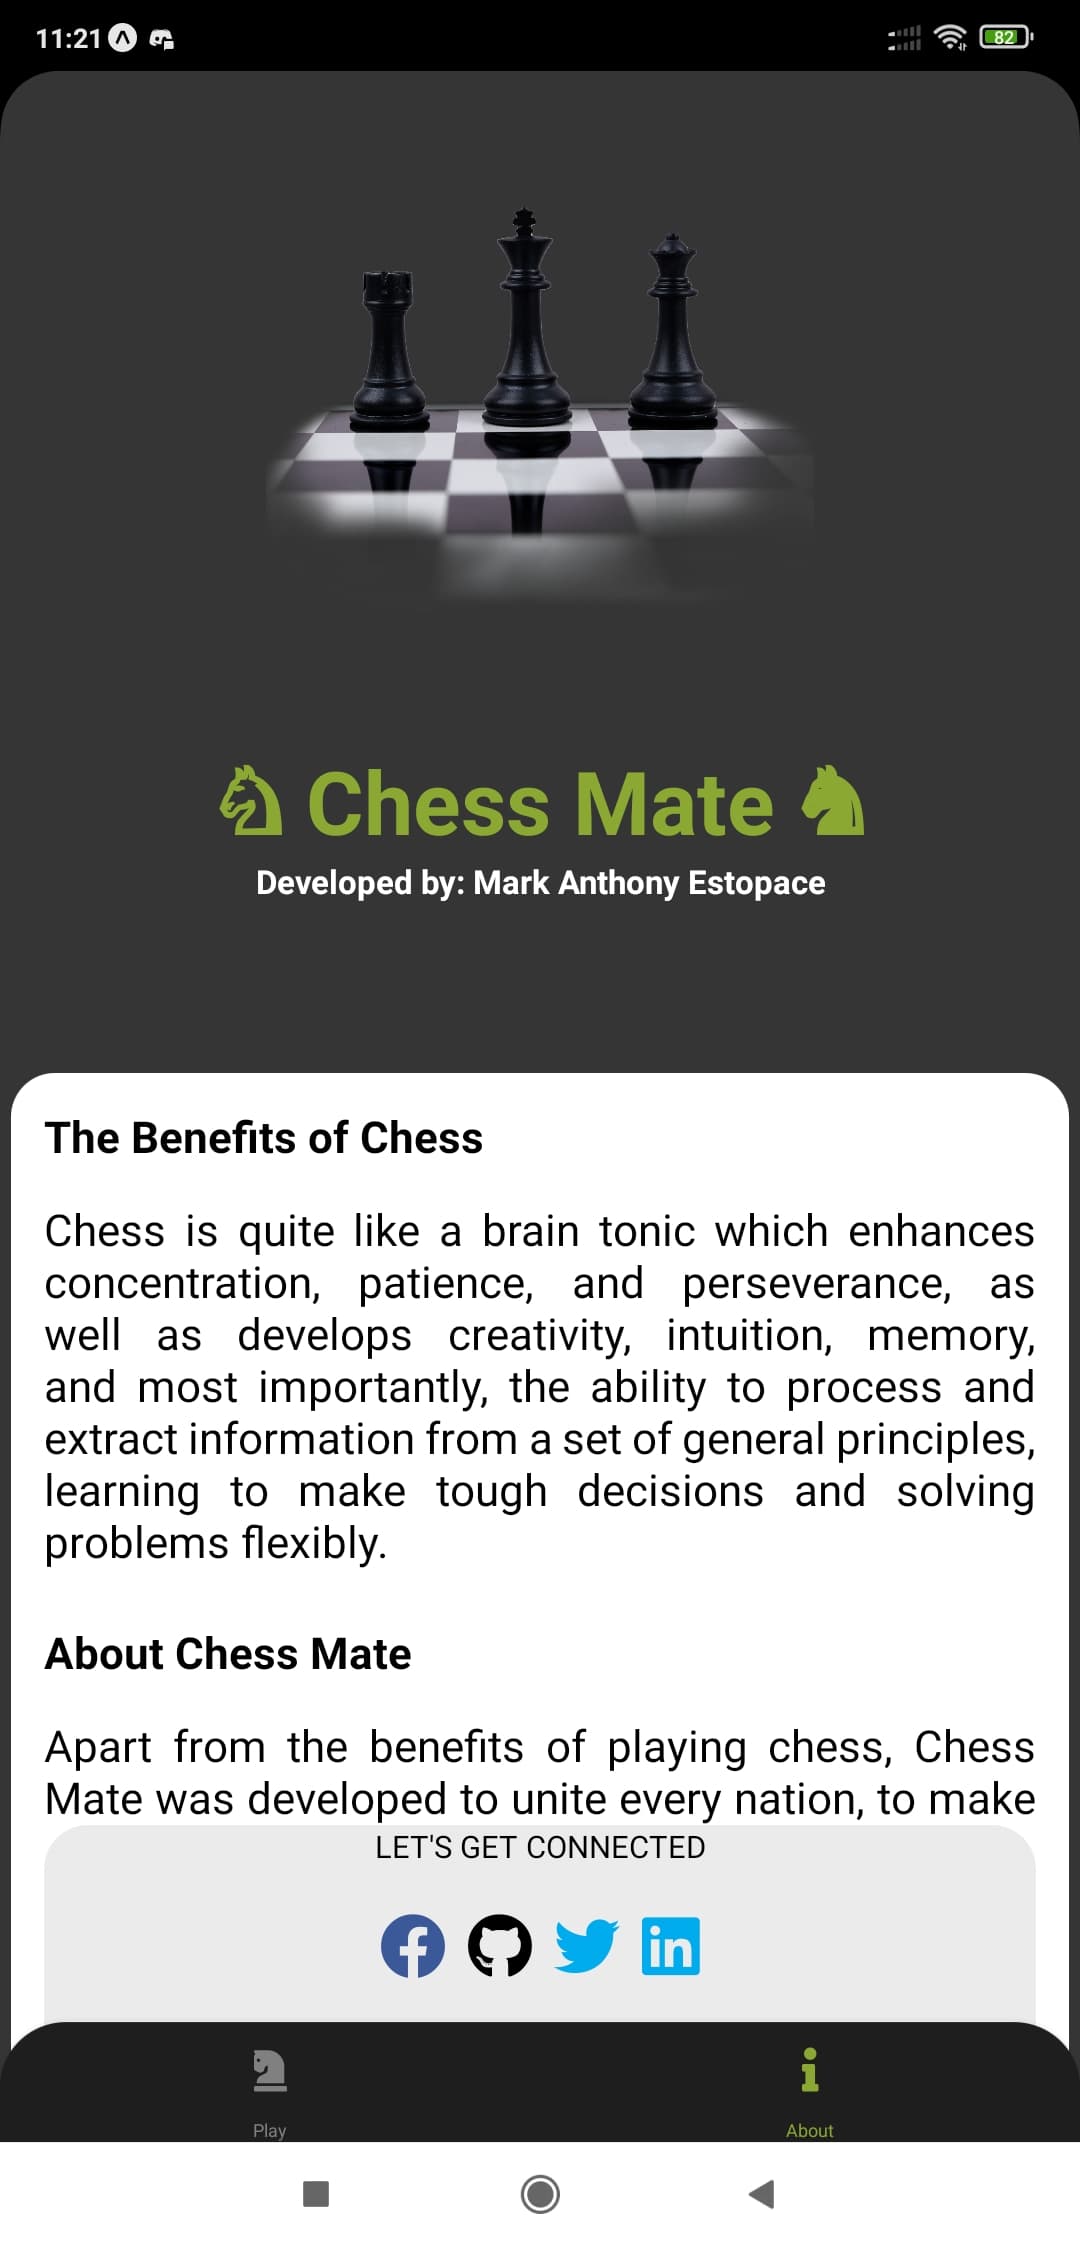 11:21
82
Chess Mate
Developed by: Mark Anthony Estopace
The Benefits of Chess
Chess is quite like a brain tonic which enhances
concentration, patience, and perseverance, as
well as develops creativity, intuition, memory,
and most importantly, the ability to process and
extract information from a set of general principles,
learning to make tough decisions and solving
problems flexibly.
About Chess Mate
Apart from the benefits of playing chess, Chess
Mate was developed to unite every nation, to make
LET'S GET CONNECTED
Play
About